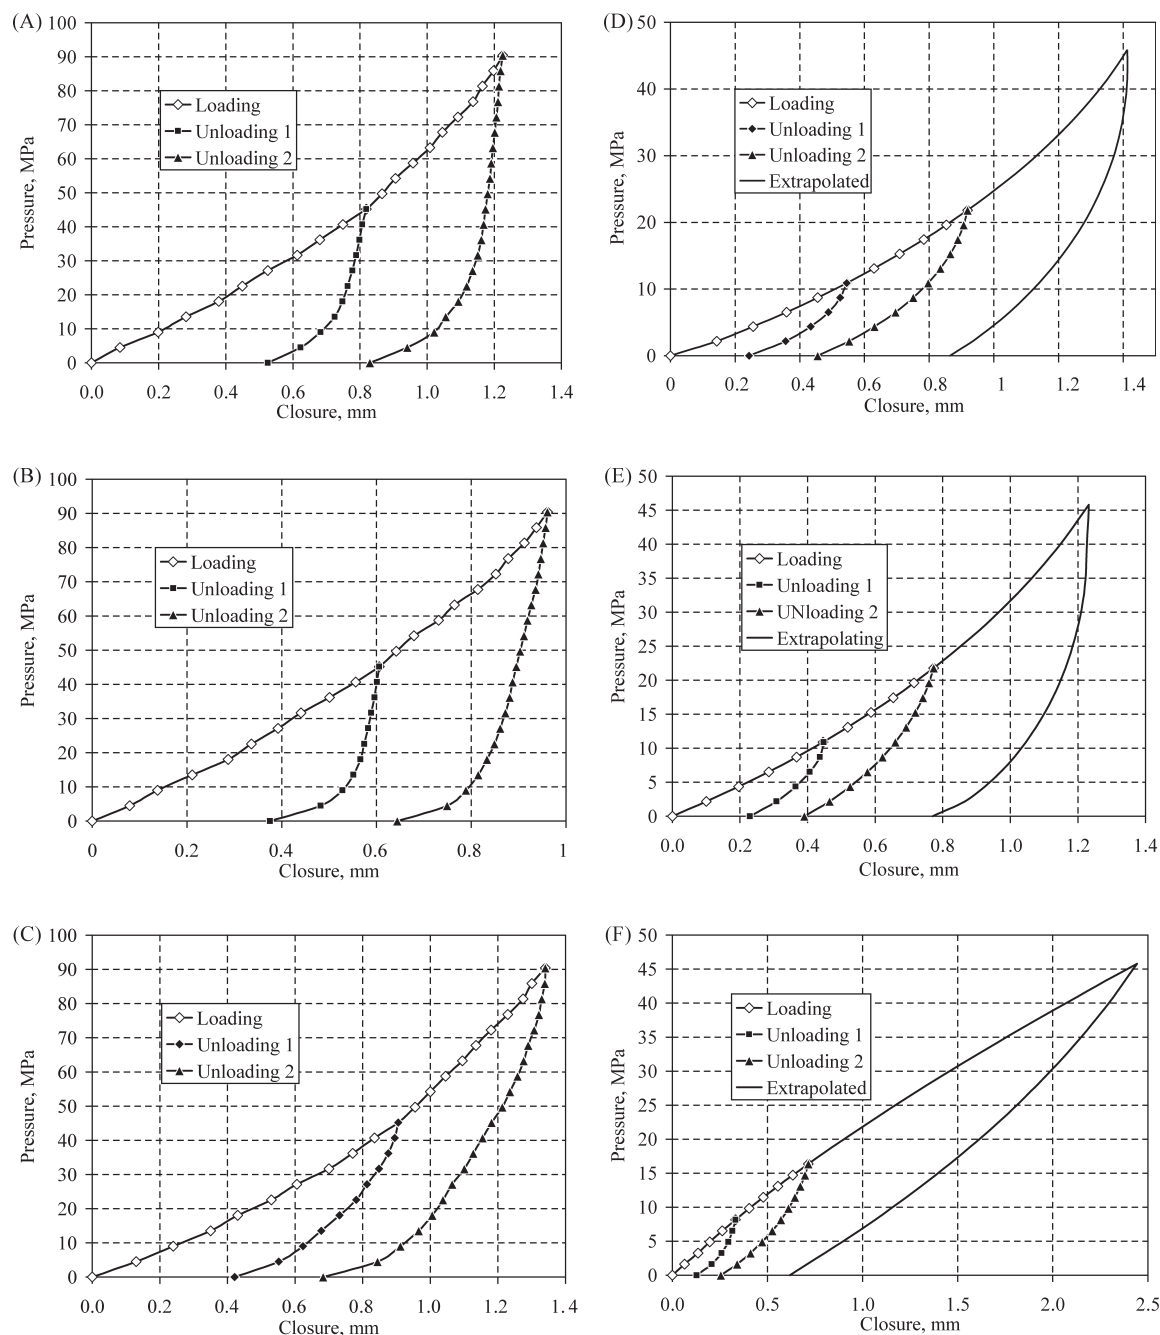 (A)
100
90
80
70
60
50
40
30
20
10
0
Pressure, MPa
Loading
Unloading 1
Unloading 2
0.0 0.2 0.4 0.6 0.8 1.0 1.2 1.4
Closure, mm
(D)
50
40
30
20
10
0
Pressure, MPa
Loading
Unloading 1
Unloading 2
Extrapolated
0 0.2 0.4 0.6 0.8 1 1.2 1.4
Closure, mm
(B)
100
90
80
70
60
50
40
30
20
10
0
Pressure, MPa
Loading
Unloading 1
Unloading 2
0 0.2 0.4 0.6 0.8 1
Closure, mm
(E)
50
45
40
35
30
25
20
15
10
5
0
Pressure, MPa
Loading
Unloading 1
UNloading 2
Extrapolating
0.0 0.2 0.4 0.6 0.8 1.0 1.2 1.4
Closure, mm
(C)
100
90
80
70
60
50
40
30
20
10
0
Pressure, MPa
Loading
Unloading 1
Unloading 2
0.0 0.2 0.4 0.6 0.8 1.0 1.2 1.4
Closure, mm
(F)
50
45
40
35
30
25
20
15
10
5
0
Pressure, MPa
Loading
Unloading 1
Unloading 2
Extrapolated
0.0 0.5 1.0 1.5 2.0 2.5
Closure, mm